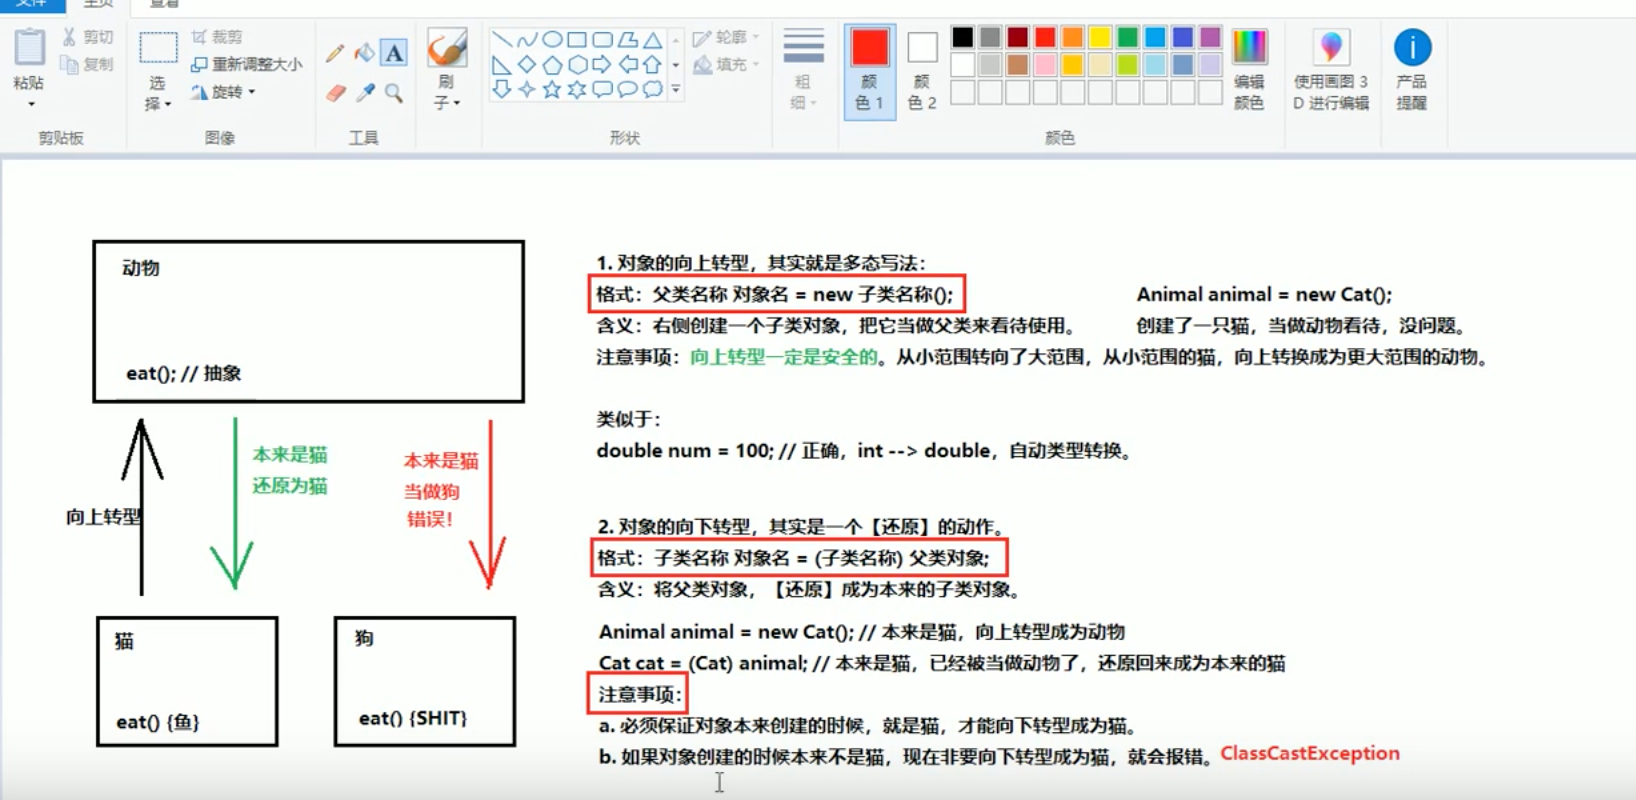 文件
主页
查看
粘贴
剪切
复制
剪贴板
选
择
裁剪
重新调整大小
旋转
图像
A
工具
刷
子
形状
轮廓
填充
粗
细
颜
色 1
颜
色 2
编辑
颜色
颜色
使用画图 3
D 进行编辑
产品
提醒
动物
eat(); // 抽象
向上转型
本来是猫
还原为猫
本来是猫
当做狗
错误!
猫
eat() {鱼}
狗
eat() {SHIT}
1. 对象的向上转型，其实就是多态写法：
格式：父类名称 对象名 = new 子类名称();
Animal animal = new Cat();
含义：右侧创建一个子类对象，把它当做父类来看待使用。
创建了一只猫，当做动物看待，没问题。
注意事项：向上转型一定是安全的。从小范围转向了大范围，从小范围的猫，向上转换成为更大范围的动物。
类似于：
double num = 100; // 正确，int --> double，自动类型转换。
2. 对象的向下转型，其实是一个【还原】的动作。
格式：子类名称 对象名 = (子类名称) 父类对象;
含义：将父类对象，【还原】成为本来的子类对象。
Animal animal = new Cat(); // 本来是猫，向上转型成为动物
Cat cat = (Cat) animal; // 本来是猫，已经被当做动物了，还原回来成为本来的猫
注意事项：
a. 必须保证对象本来创建的时候，就是猫，才能向下转型成为猫。
b. 如果对象创建的时候本来不是猫，现在非要向下转型成为猫，就会报错。ClassCastException